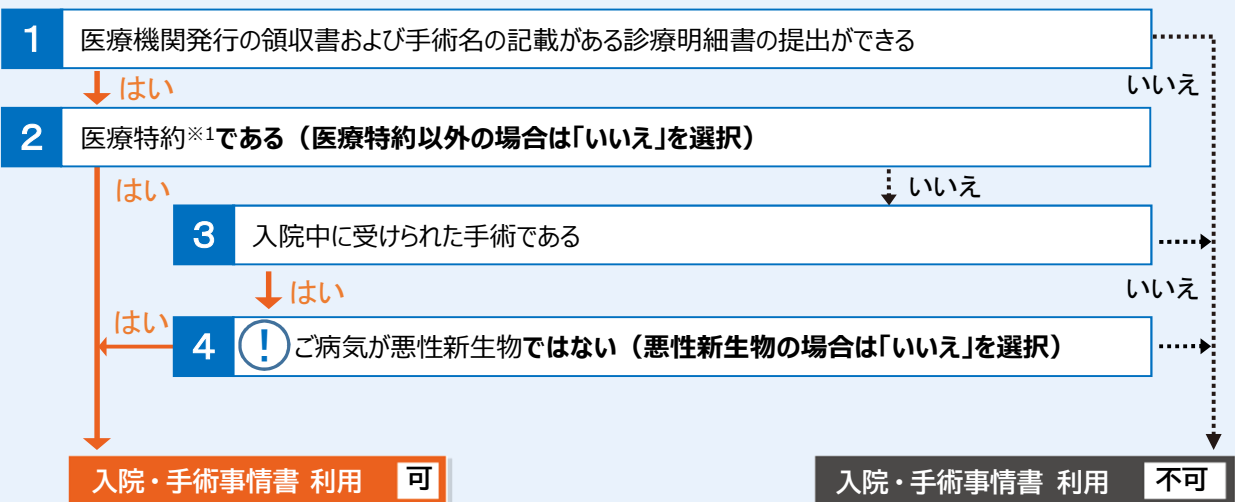 1 医療機関発行の領収書および手術名の記載がある診療明細書の提出ができる
はい
いいえ
2 医療特約※1である（医療特約以外の場合は「いいえ」を選択）
はい
いいえ
3 入院中に受けられた手術である
はい
いいえ
はい
4 ! ご病気が悪性新生物ではない（悪性新生物の場合は「いいえ」を選択）
入院・手術事情書 利用 可
入院・手術事情書 利用 不可